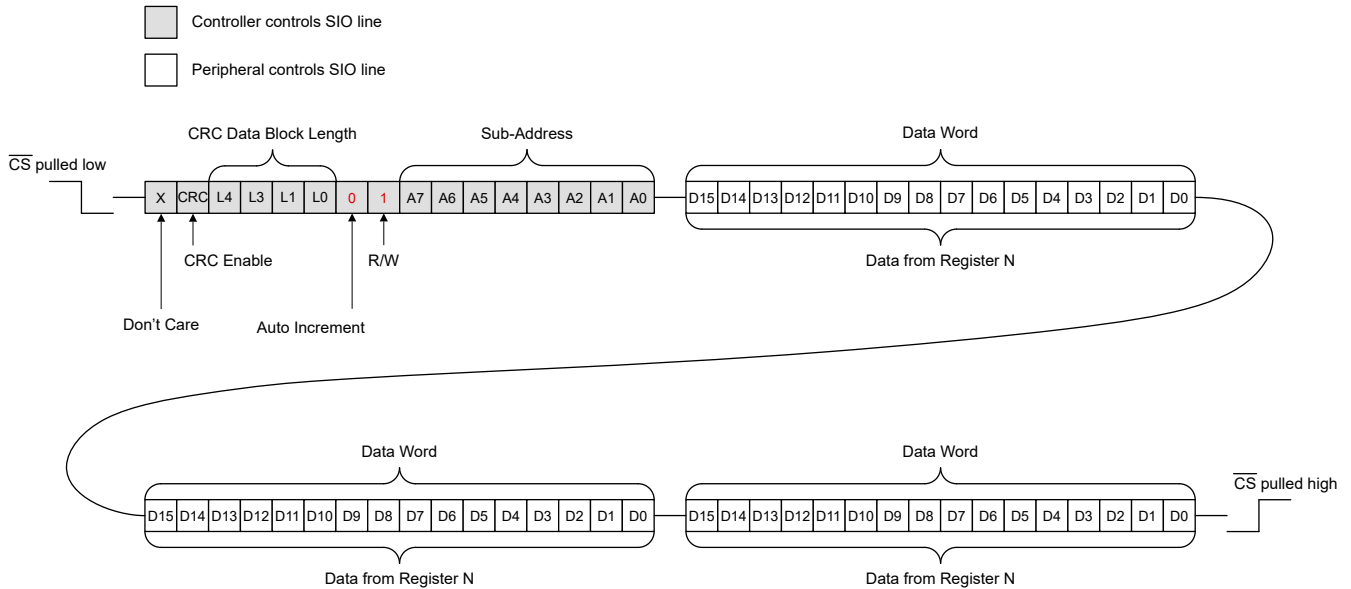 Controller controls SIO line
Peripheral controls SIO line
CRC Data Block Length
Sub-Address
Data Word
CS pulled low
X CRC L4 L3 L1 L0 0 1 A7 A6 A5 A4 A3 A2 A1 A0
D15 D14 D13 D12 D11 D10 D9 D8 D7 D6 D5 D4 D3 D2 D1 D0
CRC Enable
R/W
Data from Register N
Don't Care
Auto Increment
Data Word
Data Word
CS pulled high
D15 D14 D13 D12 D11 D10 D9 D8 D7 D6 D5 D4 D3 D2 D1 D0
D15 D14 D13 D12 D11 D10 D9 D8 D7 D6 D5 D4 D3 D2 D1 D0
Data from Register N
Data from Register N